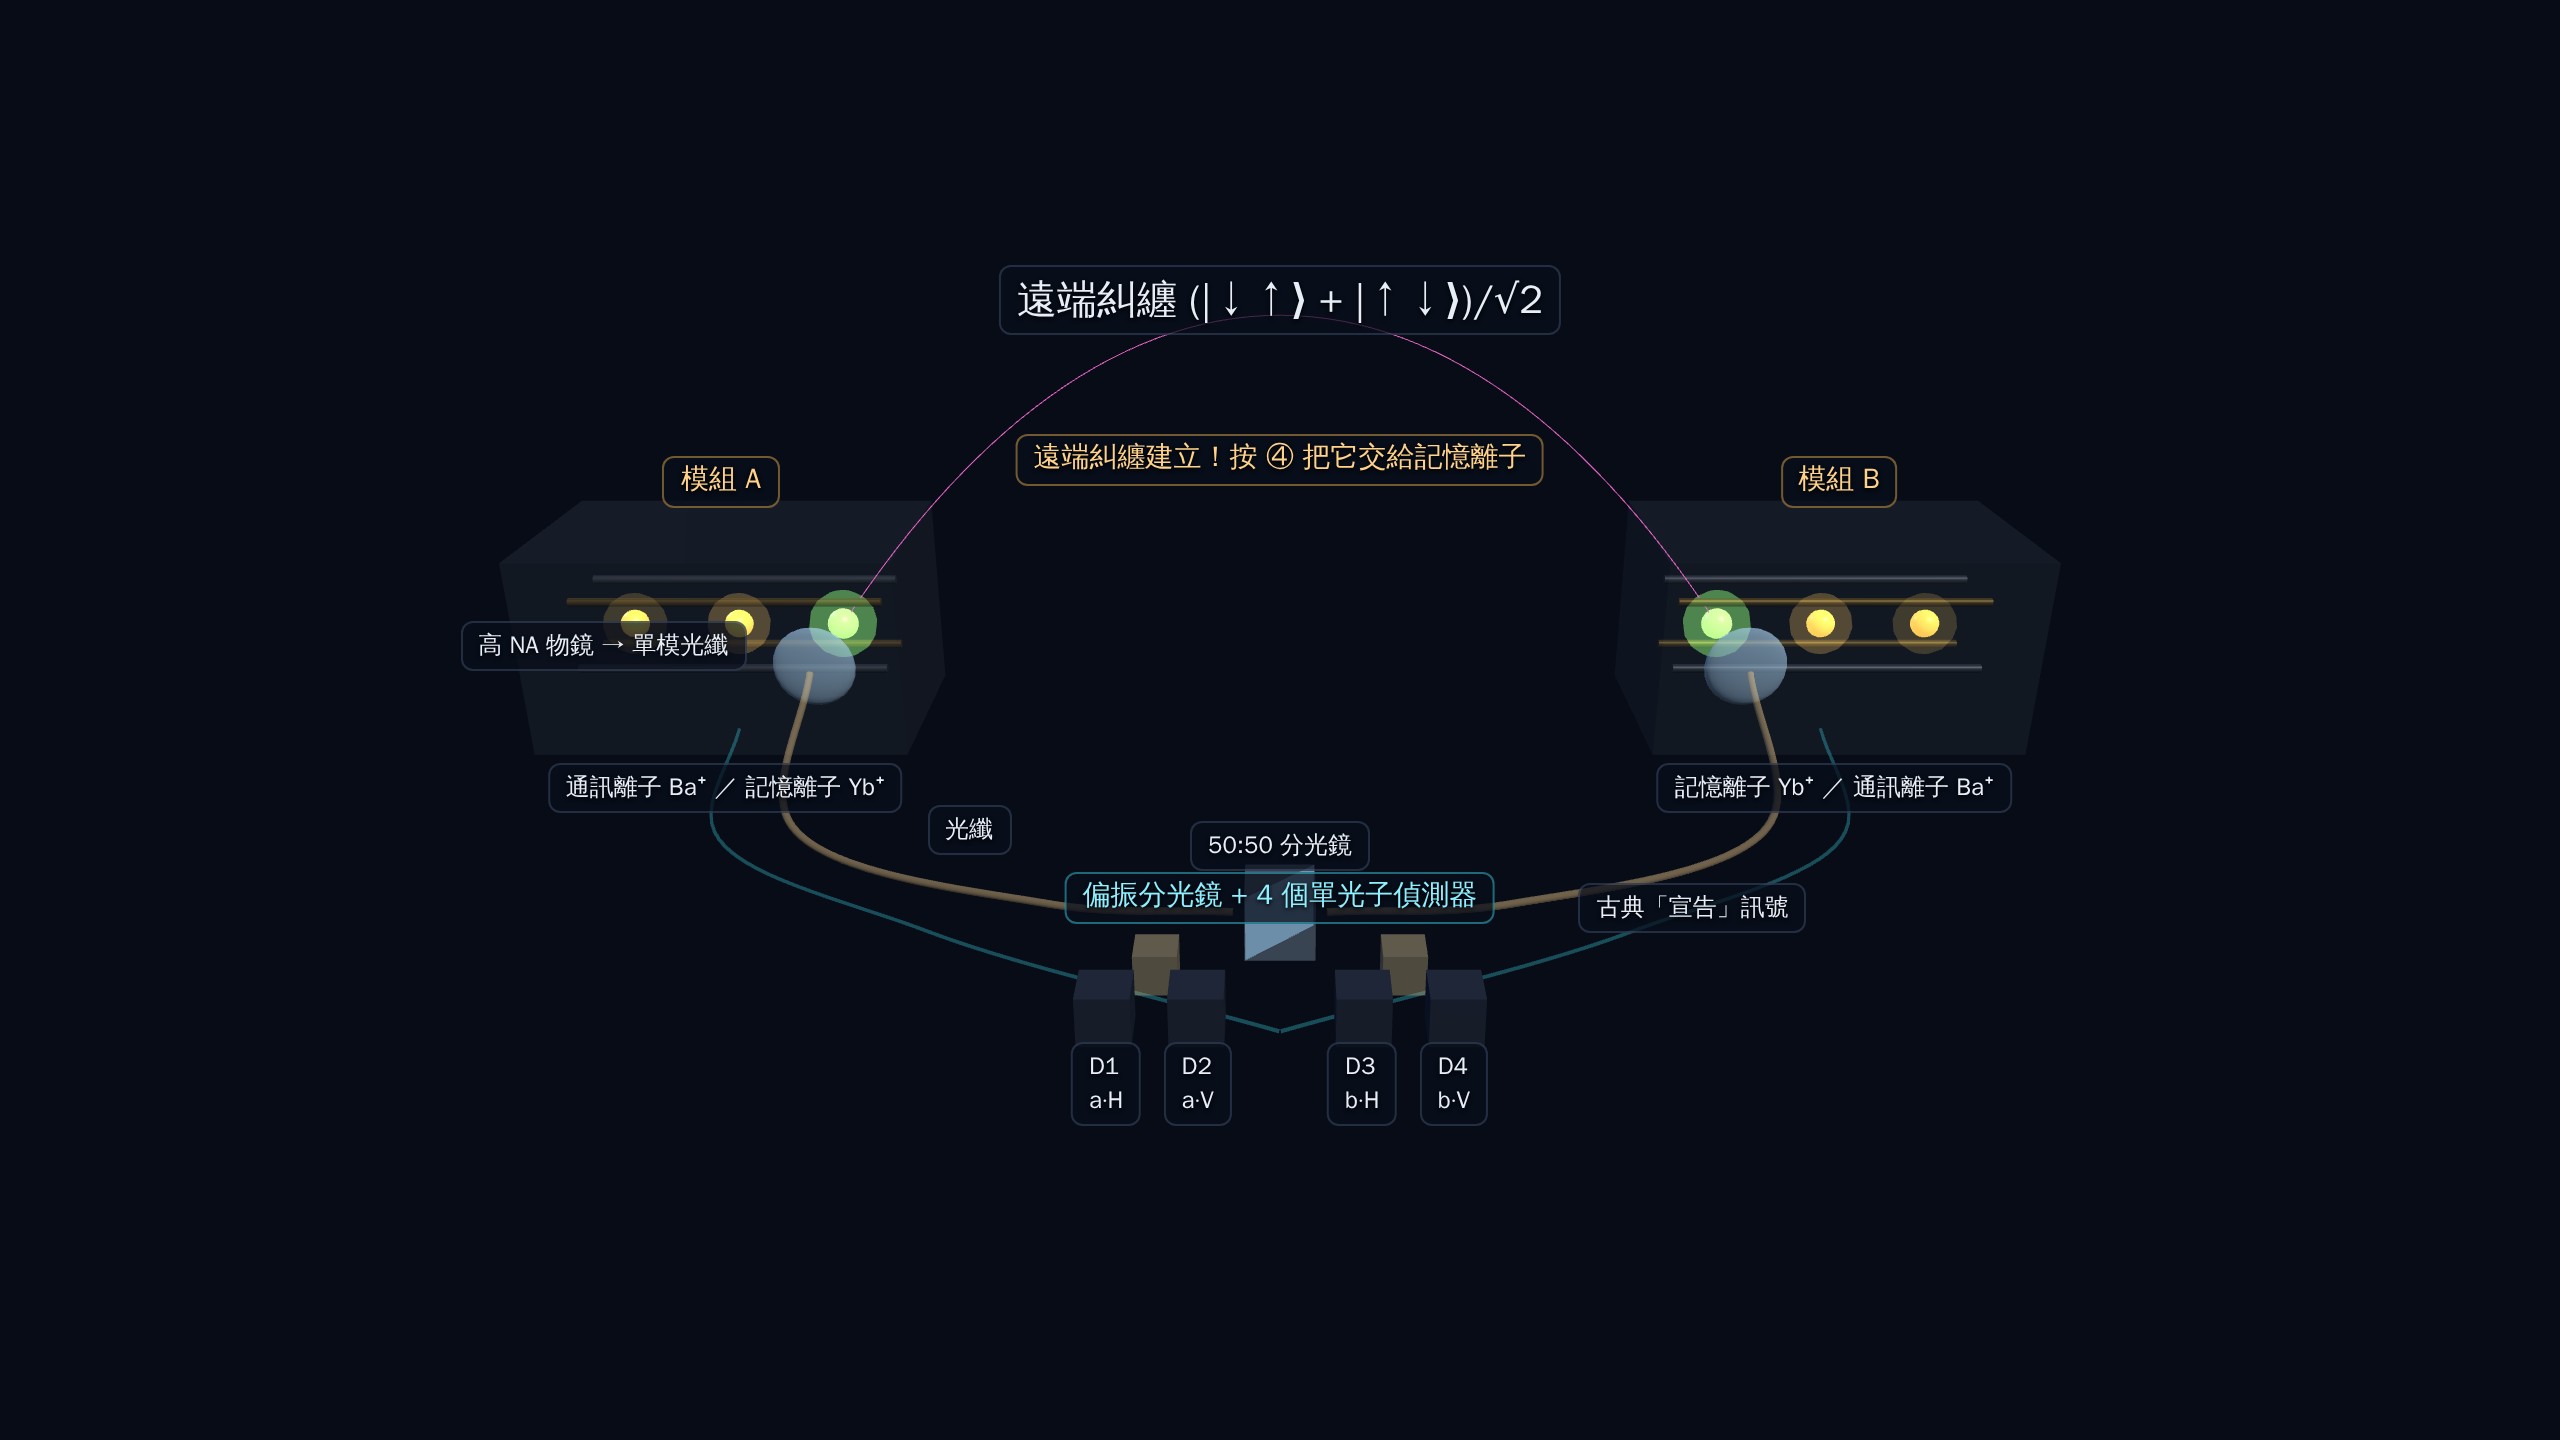 遠端糾纏 (|↓↑⟩ + |↑↓⟩)/√2
遠端糾纏建立！按 ④ 把它交給記憶離子
模組 A
模組 B
高 NA 物鏡 → 單模光纖
通訊離子 Ba⁺ ／ 記憶離子 Yb⁺
記憶離子 Yb⁺ ／ 通訊離子 Ba⁺
光纖
50:50 分光鏡
偏振分光鏡 + 4 個單光子偵測器
古典「宣告」訊號
D1
a·H
D2
a·V
D3
b·H
D4
b·V